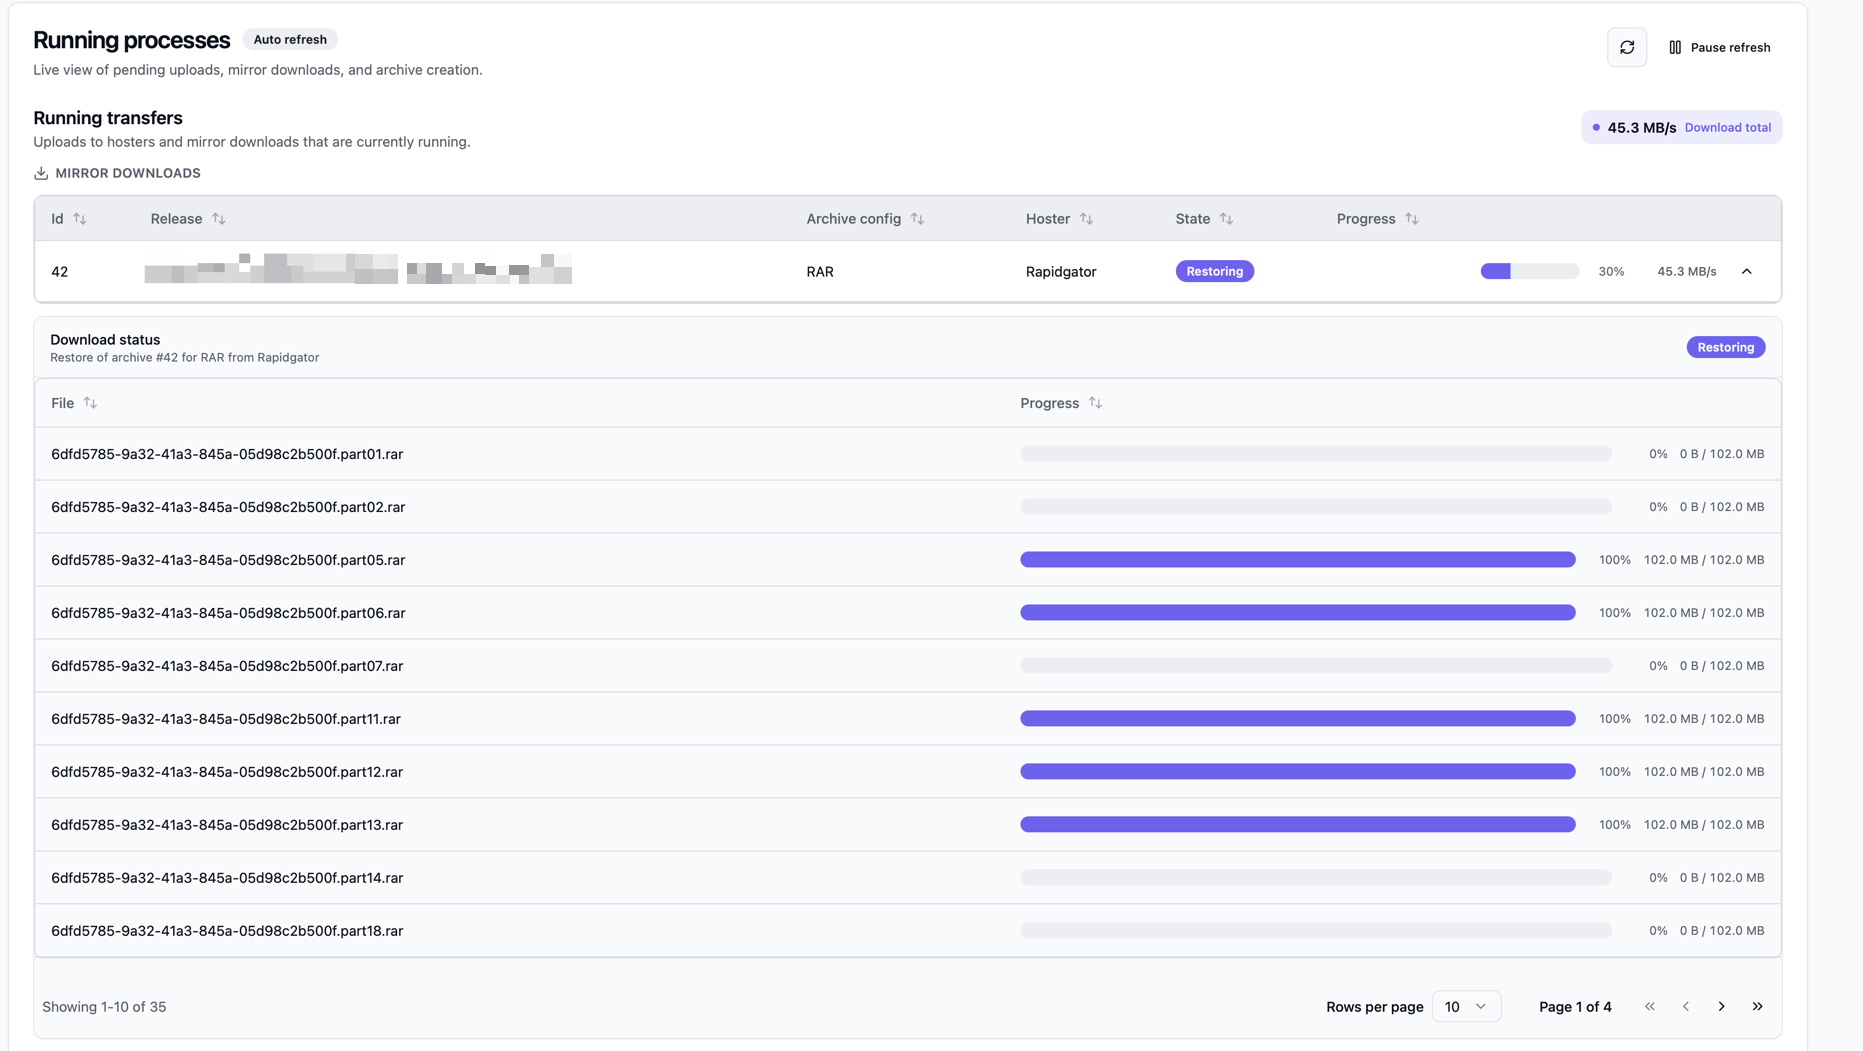 Running processes Auto refresh
Pause refresh
Live view of pending uploads, mirror downloads, and archive creation.
Running transfers
45.3 MB/s Download total
Uploads to hosters and mirror downloads that are currently running.
MIRROR DOWNLOADS
Id Release Archive config Hoster State Progress
42 RAR Rapidgator Restoring 30% 45.3 MB/s
Download status
Restore of archive #42 for RAR from Rapidgator
Restoring
File Progress
6dfd5785-9a32-41a3-845a-05d98c2b500f.part01.rar 0% 0 B / 102.0 MB
6dfd5785-9a32-41a3-845a-05d98c2b500f.part02.rar 0% 0 B / 102.0 MB
6dfd5785-9a32-41a3-845a-05d98c2b500f.part05.rar 100% 102.0 MB / 102.0 MB
6dfd5785-9a32-41a3-845a-05d98c2b500f.part06.rar 100% 102.0 MB / 102.0 MB
6dfd5785-9a32-41a3-845a-05d98c2b500f.part07.rar 0% 0 B / 102.0 MB
6dfd5785-9a32-41a3-845a-05d98c2b500f.part11.rar 100% 102.0 MB / 102.0 MB
6dfd5785-9a32-41a3-845a-05d98c2b500f.part12.rar 100% 102.0 MB / 102.0 MB
6dfd5785-9a32-41a3-845a-05d98c2b500f.part13.rar 100% 102.0 MB / 102.0 MB
6dfd5785-9a32-41a3-845a-05d98c2b500f.part14.rar 0% 0 B / 102.0 MB
6dfd5785-9a32-41a3-845a-05d98c2b500f.part18.rar 0% 0 B / 102.0 MB
Showing 1-10 of 35 Rows per page 10 Page 1 of 4